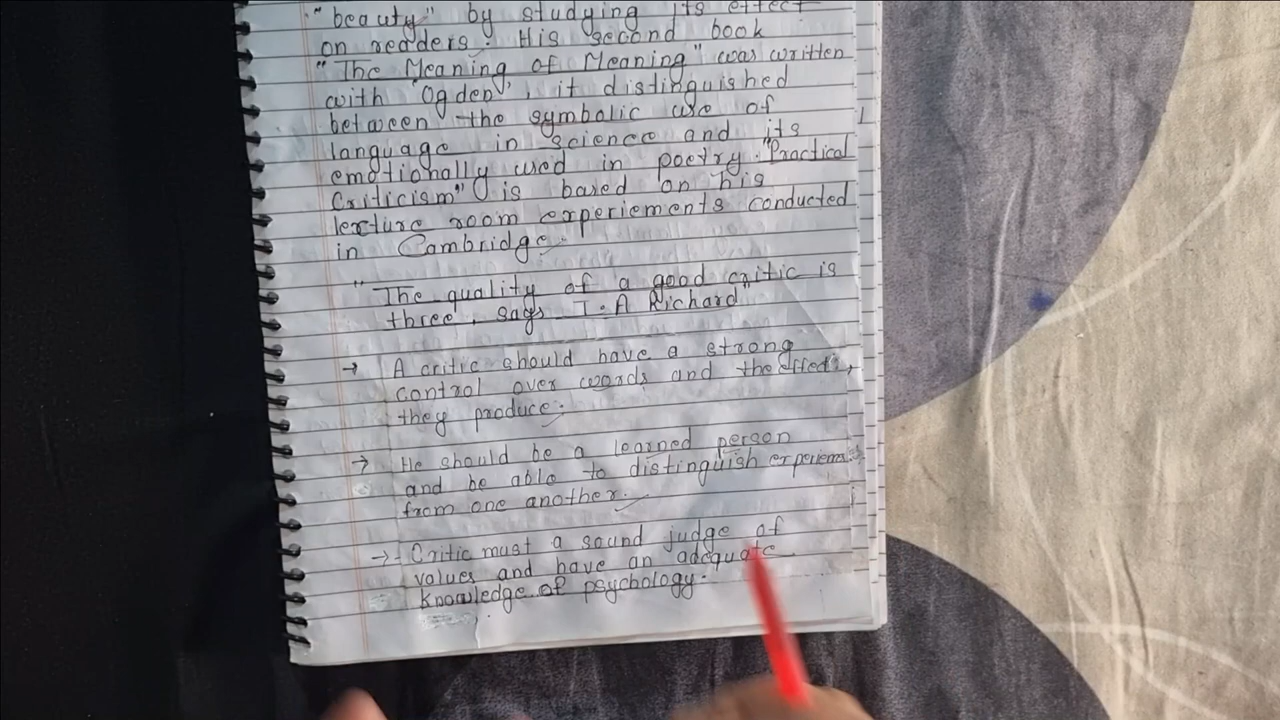 "beauty" by studying its effect
on readers. His second book
"The Meaning of Meaning" was written
with 'Ogden', it distinguished
between the symbolic use of
language in science and its
emotionally used in poetry. "Practical
Criticism" is based on his
lecture room experiements conducted
in Cambridge.
"The quality of a good critic is
three, says I.A Richard"
→ A critic should have a strong
control over words and the effects,
they produce.
→ He should be a learned person
and be able to distinguish
from one another.
→ Critic must a sound judge of
values and have an adequate
knowledge of psychology.